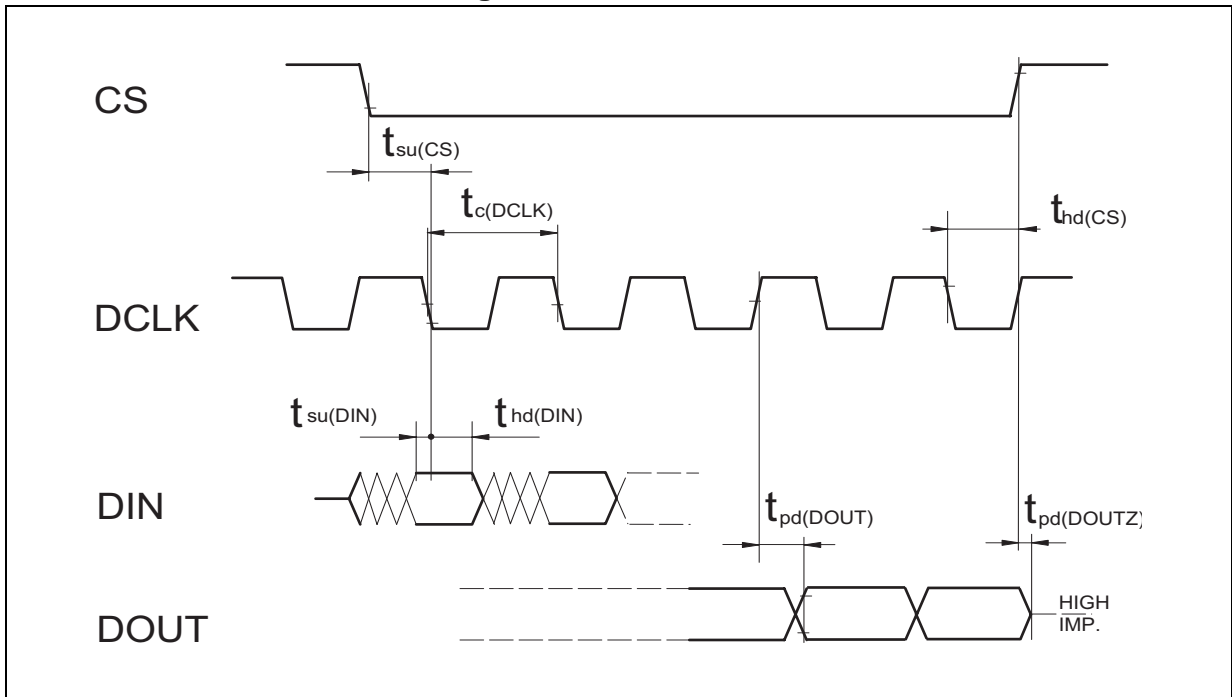 CS
tsu(CS)
tc(DCLK)
thd(CS)
DCLK
tsu(DIN)
thd(DIN)
DIN
tpd(DOUT)
tpd(DOUTZ)
DOUT
HIGH
IMP.